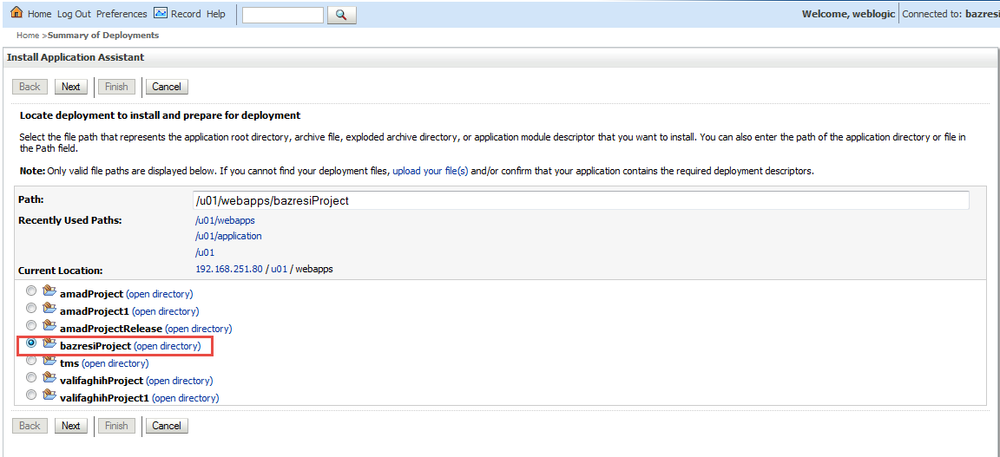 Home Log Out Preferences Record Help Welcome, weblogic Connected to: bazresi
Home >Summary of Deployments
Install Application Assistant
Back Next Finish Cancel
Locate deployment to install and prepare for deployment
Select the file path that represents the application root directory, archive file, exploded archive directory, or application module descriptor that you want to install. You can also enter the path of the application directory or file in
the Path field.
Note: Only valid file paths are displayed below. If you cannot find your deployment files, upload your file(s) and/or confirm that your application contains the required deployment descriptors.
Path: /u01/webapps/bazresiProject
Recently Used Paths: /u01/webapps
/u01/application
/u01
Current Location: 192.168.251.80 / u01 / webapps
amadProject (open directory)
amadProject1 (open directory)
amadProjectRelease (open directory)
bazresiProject (open directory)
tms (open directory)
valifaghihProject (open directory)
valifaghihProject1 (open directory)
Back Next Finish Cancel